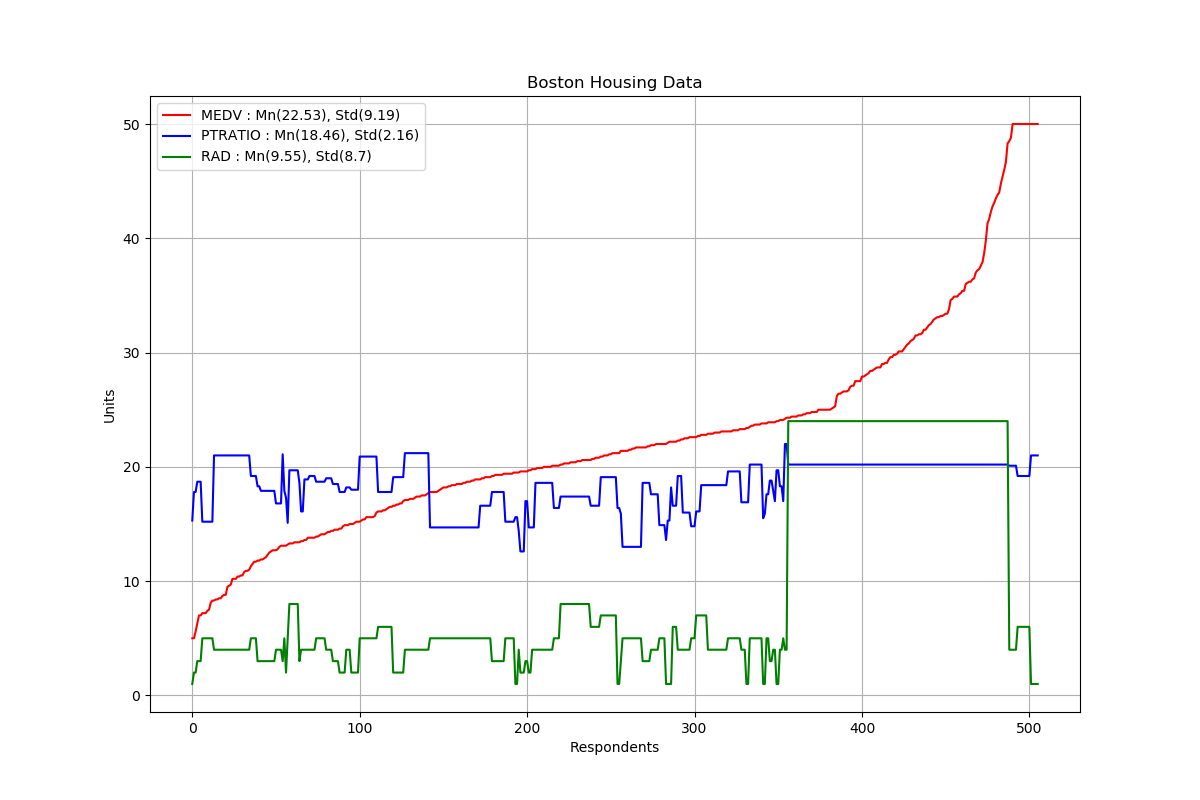 Boston Housing Data
MEDV : Mn(22.53), Std(9.19)
PTRATIO : Mn(18.46), Std(2.16)
RAD : Mn(9.55), Std(8.7)
50
40
30
20
10
0
Units
0 100 200 300 400 500
Respondents